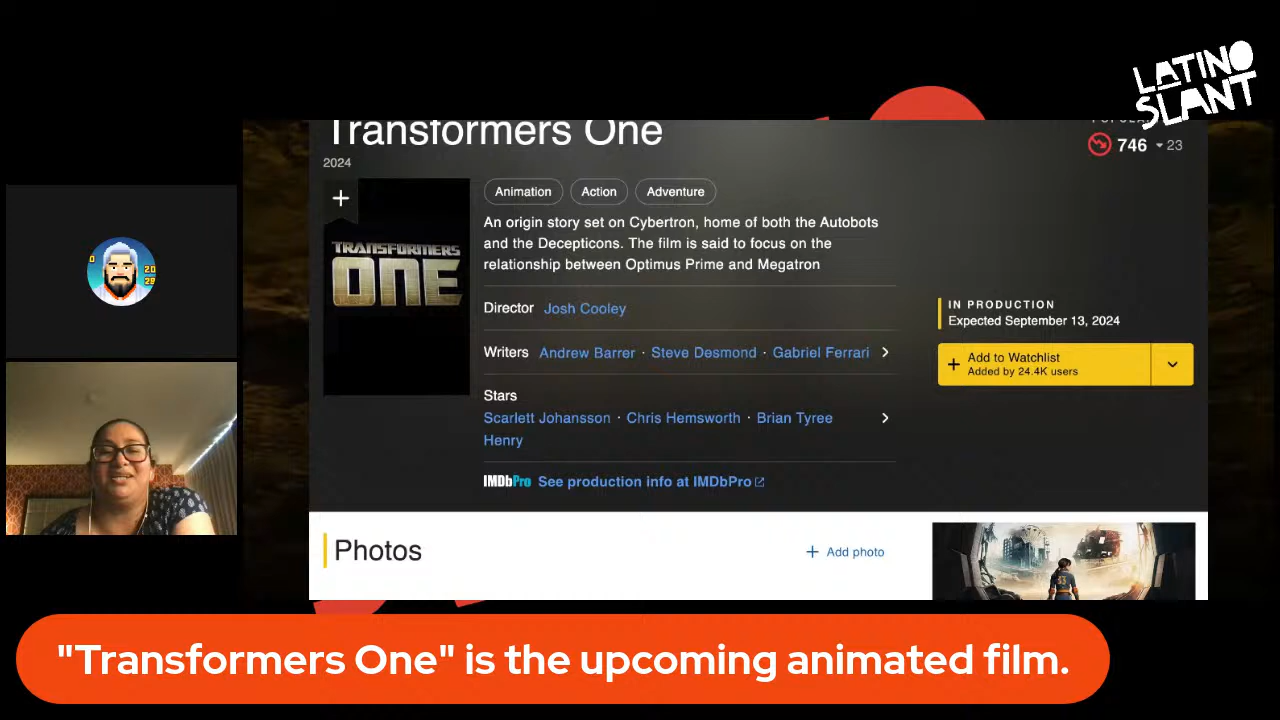 LATINO
SLANT
Transformers One
2024
746
23
Animation
Action
Adventure
An origin story set on Cybertron, home of both the Autobots
and the Decepticons. The film is said to focus on the
relationship between Optimus Prime and Megatron
TRANSFORMERS
ONE
Director Josh Cooley
Writers Andrew Barrer · Steve Desmond · Gabriel Ferrari
Stars
Scarlett Johansson · Chris Hemsworth · Brian Tyree
Henry
IMDbPro See production info at IMDbPro
IN PRODUCTION
Expected September 13, 2024
+ Add to Watchlist
Added by 24.4K users
0
20
29
Photos
+ Add photo
"Transformers One" is the upcoming animated film.